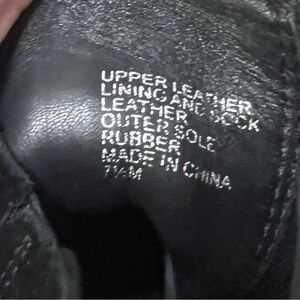 UPPER LEATHER
LINING AND SOCK
LEATHER
OUTER SOLE
RUBBER
MADE IN CHINA
7½M